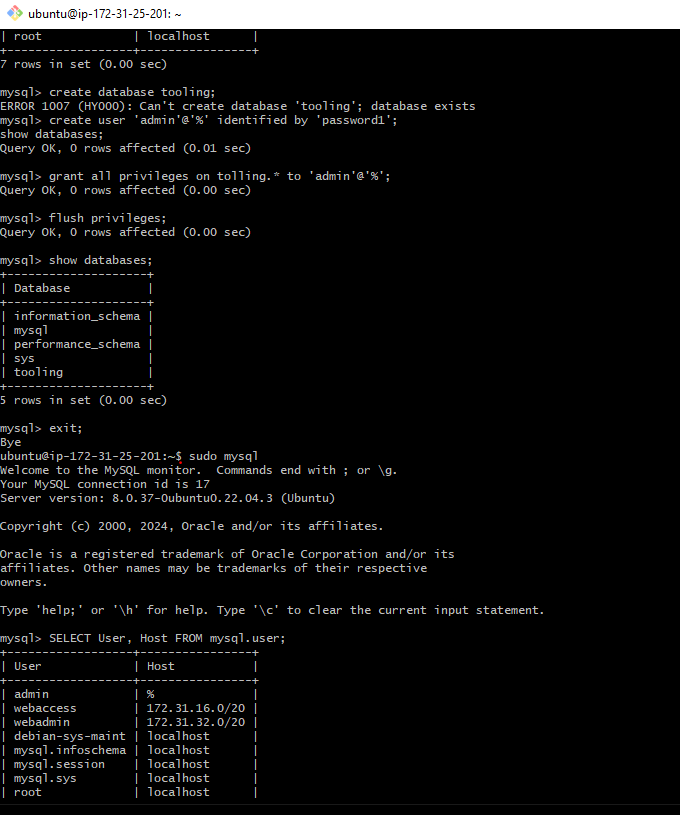 ubuntu@ip-172-31-25-201: ~
| root             | localhost      |
+------------------+----------------+
7 rows in set (0.00 sec)
mysql> create database tooling;
ERROR 1007 (HY000): Can't create database 'tooling'; database exists
mysql> create user 'admin'@'%' identified by 'password1';
show databases;
Query OK, 0 rows affected (0.01 sec)
mysql> grant all privileges on tolling.* to 'admin'@'%';
Query OK, 0 rows affected (0.00 sec)
mysql> flush privileges;
Query OK, 0 rows affected (0.00 sec)
mysql> show databases;
+--------------------+
| Database           |
+--------------------+
| information_schema |
| mysql              |
| performance_schema |
| sys                |
| tooling            |
+--------------------+
5 rows in set (0.00 sec)
mysql> exit;
Bye
ubuntu@ip-172-31-25-201:~$ sudo mysql
Welcome to the MySQL monitor.  Commands end with ; or \g.
Your MySQL connection id is 17
Server version: 8.0.37-0ubuntu0.22.04.3 (Ubuntu)
Copyright (c) 2000, 2024, Oracle and/or its affiliates.
Oracle is a registered trademark of Oracle Corporation and/or its
affiliates. Other names may be trademarks of their respective
owners.
Type 'help;' or '\h' for help. Type '\c' to clear the current input statement.
mysql> SELECT User, Host FROM mysql.user;
+------------------+----------------+
| User             | Host           |
+------------------+----------------+
| admin            | %              |
| webaccess        | 172.31.16.0/20 |
| webadmin         | 172.31.32.0/20 |
| debian-sys-maint | localhost      |
| mysql.infoschema | localhost      |
| mysql.session    | localhost      |
| mysql.sys        | localhost      |
| root             | localhost      |